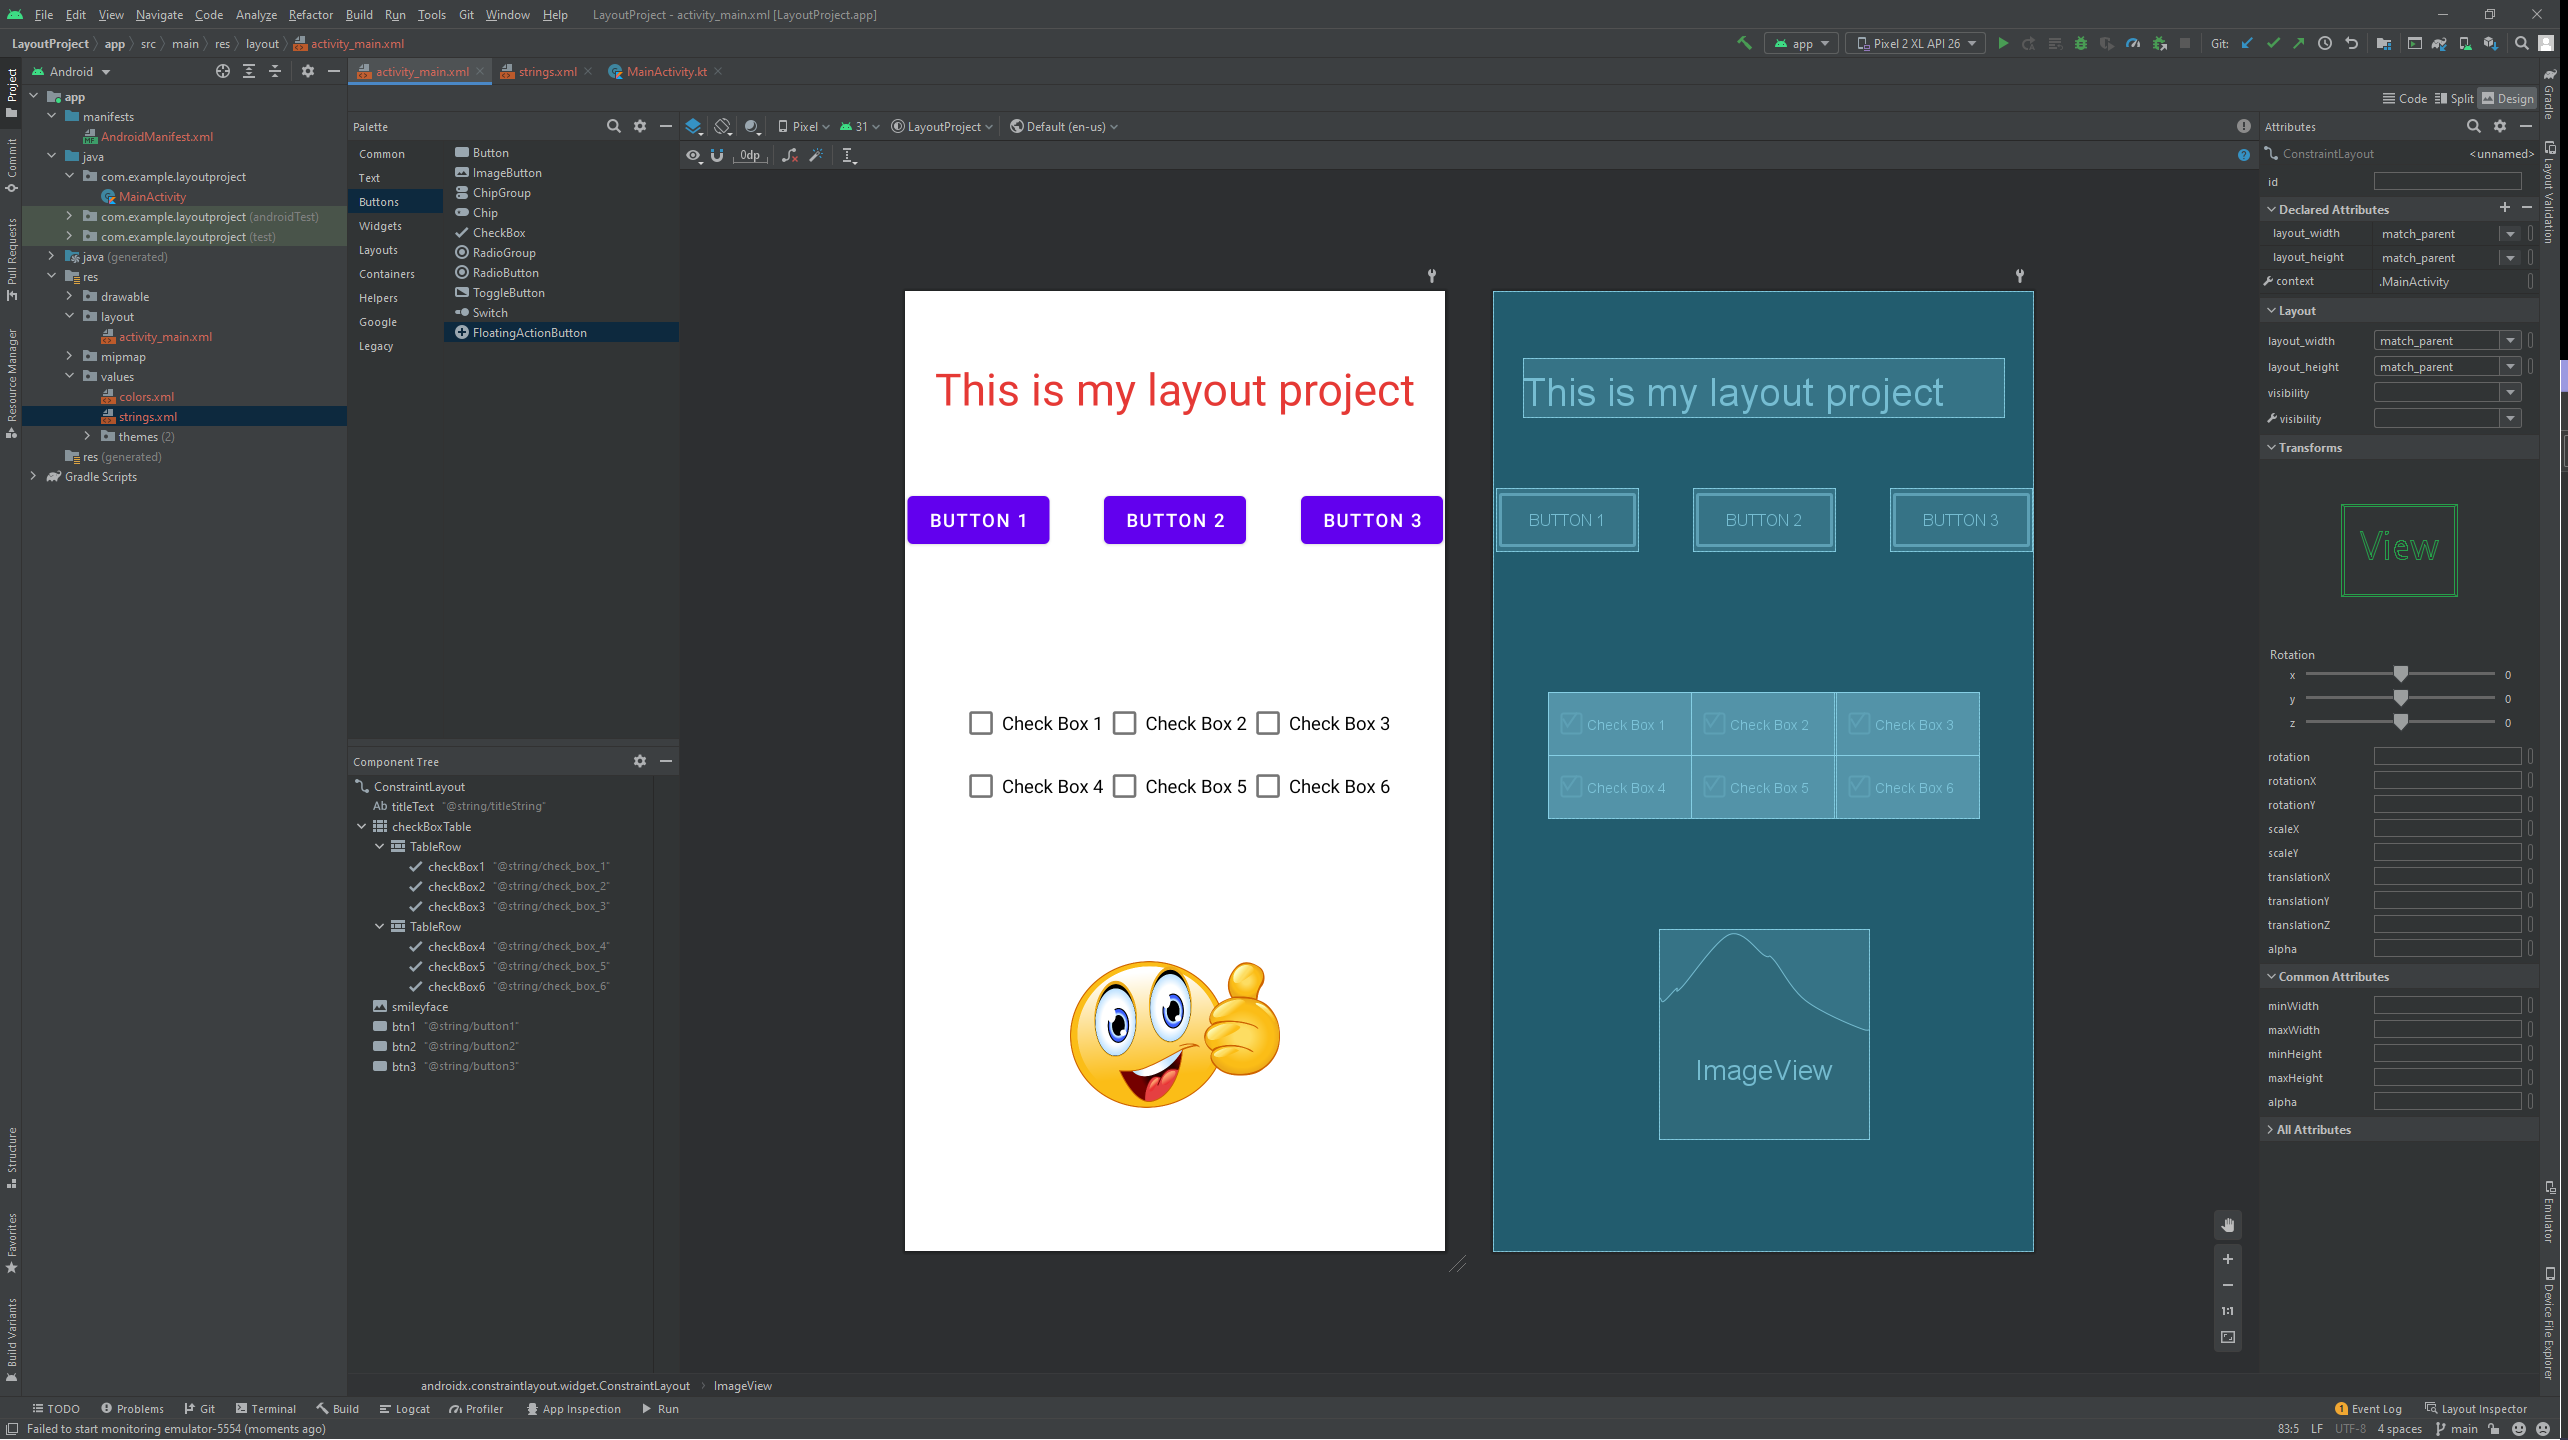 File Edit View Navigate Code Analyze Refactor Build Run Tools Git Window Help LayoutProject - activity_main.xml [LayoutProject.app]
LayoutProject app src main res layout activity_main.xml app Pixel 2 XL API 26 Git:
Project
Commit
Pull Requests
Resource Manager
Structure
Favorites
Build Variants
Android
app
manifests
AndroidManifest.xml
java
com.example.layoutproject
MainActivity
com.example.layoutproject (androidTest)
com.example.layoutproject (test)
java (generated)
res
drawable
layout
activity_main.xml
mipmap
values
colors.xml
strings.xml
themes (2)
res (generated)
Gradle Scripts
activity_main.xml strings.xml MainActivity.kt
Code Split Design
Palette
Common
Text
Buttons
Widgets
Layouts
Containers
Helpers
Google
Legacy
Button
ImageButton
ChipGroup
Chip
CheckBox
RadioGroup
RadioButton
ToggleButton
Switch
FloatingActionButton
Component Tree
ConstraintLayout
Ab titleText "@string/titleString"
checkBoxTable
TableRow
checkBox1 "@string/check_box_1"
checkBox2 "@string/check_box_2"
checkBox3 "@string/check_box_3"
TableRow
checkBox4 "@string/check_box_4"
checkBox5 "@string/check_box_5"
checkBox6 "@string/check_box_6"
smileyface
btn1 "@string/button1"
btn2 "@string/button2"
btn3 "@string/button3"
Pixel 31 LayoutProject Default (en-us)
0dp
This is my layout project
BUTTON 1 BUTTON 2 BUTTON 3
Check Box 1 Check Box 2 Check Box 3
Check Box 4 Check Box 5 Check Box 6
This is my layout project
BUTTON 1 BUTTON 2 BUTTON 3
Check Box 1 Check Box 2 Check Box 3
Check Box 4 Check Box 5 Check Box 6
ImageView
1:1
Attributes
ConstraintLayout <unnamed>
id
Declared Attributes
layout_width match_parent
layout_height match_parent
context .MainActivity
Layout
layout_width match_parent
layout_height match_parent
visibility
visibility
Transforms
View
Rotation
x 0
y 0
z 0
rotation
rotationX
rotationY
scaleX
scaleY
translationX
translationY
translationZ
alpha
Common Attributes
minWidth
maxWidth
minHeight
maxHeight
alpha
All Attributes
Gradle
Layout Validation
Emulator
Device File Explorer
androidx.constraintlayout.widget.ConstraintLayout ImageView
TODO Problems Git Terminal Build Logcat Profiler App Inspection Run 1 Event Log Layout Inspector
Failed to start monitoring emulator-5554 (moments ago) 83:5 LF UTF-8 4 spaces main